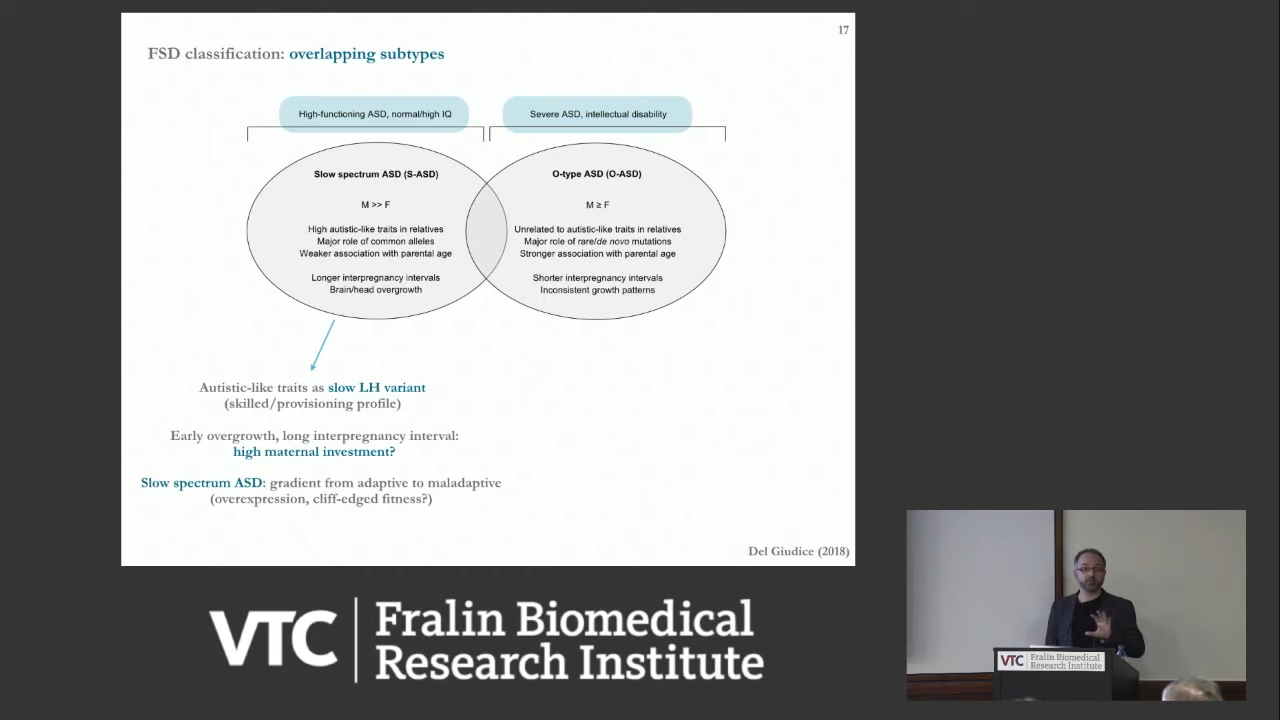 17
FSD classification: overlapping subtypes
High-functioning ASD, normal/high IQ
Severe ASD, intellectual disability
Slow spectrum ASD (S-ASD)
M >> F
High autistic-like traits in relatives
Major role of common alleles
Weaker association with parental age
Longer interpregnancy intervals
Brain/head overgrowth
O-type ASD (O-ASD)
M ≥ F
Unrelated to autistic-like traits in relatives
Major role of rare/de novo mutations
Stronger association with parental age
Shorter interpregnancy intervals
Inconsistent growth patterns
Autistic-like traits as slow LH variant
(skilled/provisioning profile)
Early overgrowth, long interpregnancy interval:
high maternal investment?
Slow spectrum ASD: gradient from adaptive to maladaptive
(overexpression, cliff-edged fitness?)
Del Giudice (2018)
VTC
Fralin Biomedical
Research Institute
VTC
Fralin Biomedical
Research Institute